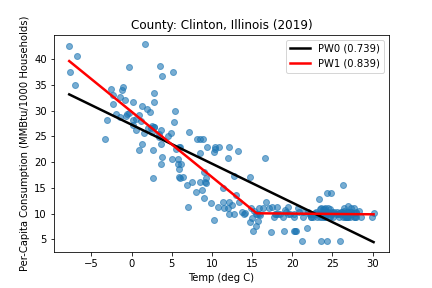 County: Clinton, Illinois (2019)
Per-Capita Consumption (MMBtu/1000 Households)
40
35
30
25
20
15
10
5
PW0 (0.739)
PW1 (0.839)
−5 0 5 10 15 20 25 30
Temp (deg C)